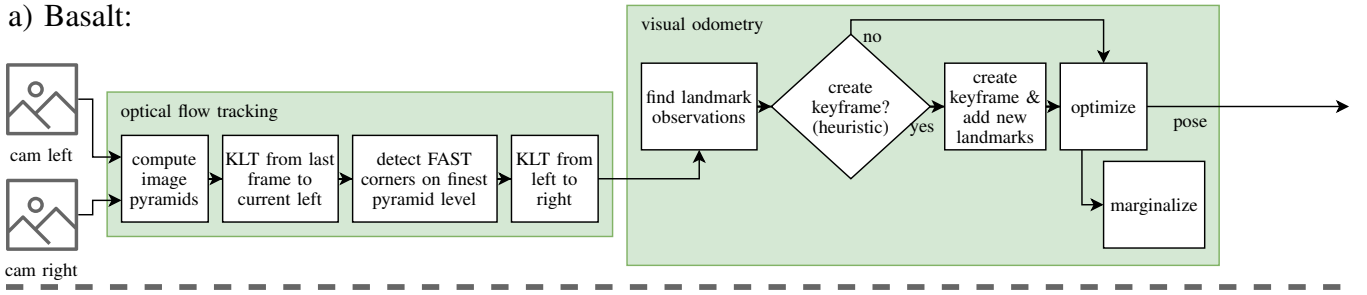 a) Basalt:
cam left
cam right
optical flow tracking
compute
image
pyramids
KLT from last
frame to
current left
detect FAST
corners on finest
pyramid level
KLT from
left to
right
visual odometry
find landmark
observations
create
keyframe?
(heuristic)
no
yes
create
keyframe &
add new
landmarks
optimize
marginalize
pose